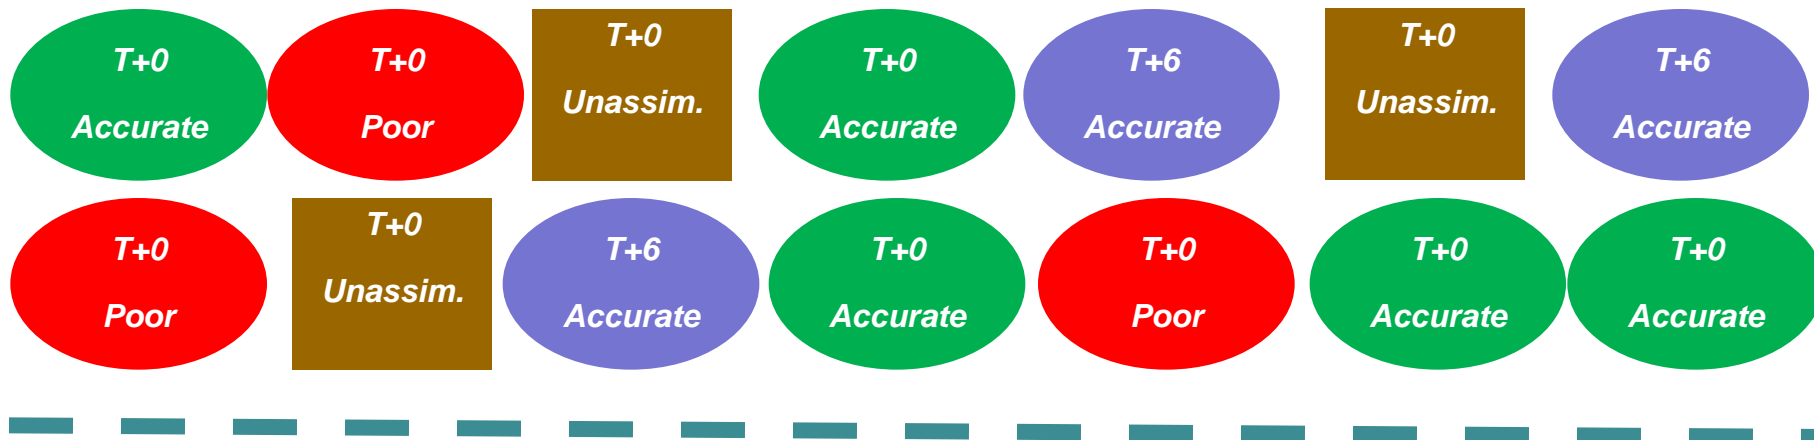 T+0
Accurate
T+0
Poor
T+0
Unassim.
T+0
Accurate
T+6
Accurate
T+0
Unassim.
T+6
Accurate
T+0
Poor
T+0
Unassim.
T+6
Accurate
T+0
Accurate
T+0
Poor
T+0
Accurate
T+0
Accurate